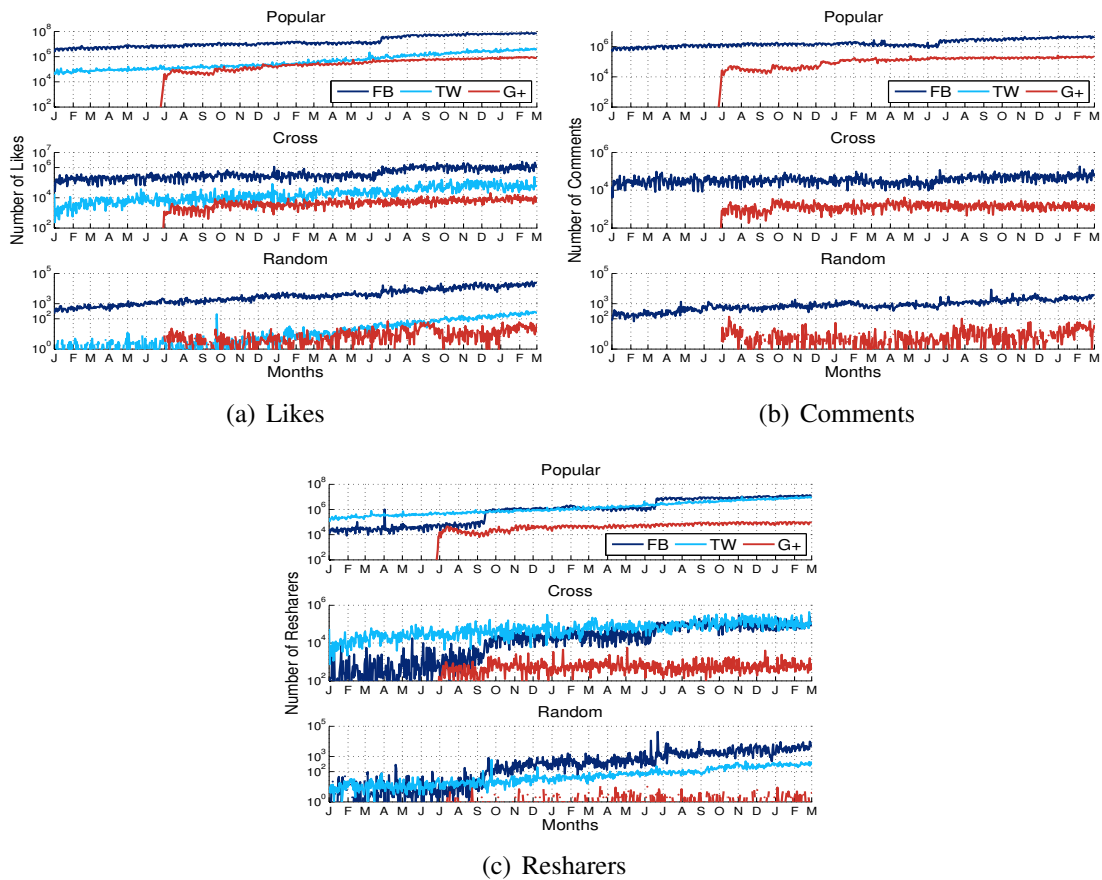 Popular
10^8
10^6
10^4
10^2
FB TW G+
J F M A M J J A S O N D J F M A M J J A S O N D J F M
Number of Likes
Cross
10^7
10^6
10^4
10^2
J F M A M J J A S O N D J F M A M J J A S O N D J F M
Random
10^5
10^3
10^2
10^0
J F M A M J J A S O N D J F M A M J J A S O N D J F M
Months
(a) Likes
Popular
10^6
10^4
10^2
FB TW G+
J F M A M J J A S O N D J F M A M J J A S O N D J F M
Number of Comments
Cross
10^6
10^4
10^2
J F M A M J J A S O N D J F M A M J J A S O N D J F M
Random
10^5
10^3
10^2
10^0
J F M A M J J A S O N D J F M A M J J A S O N D J F M
Months
(b) Comments
Popular
10^8
10^6
10^4
10^2
FB TW G+
J F M A M J J A S O N D J F M A M J J A S O N D J F M
Number of Resharers
Cross
10^6
10^4
10^2
J F M A M J J A S O N D J F M A M J J A S O N D J F M
Random
10^5
10^3
10^2
10^0
J F M A M J J A S O N D J F M A M J J A S O N D J F M
Months
(c) Resharers